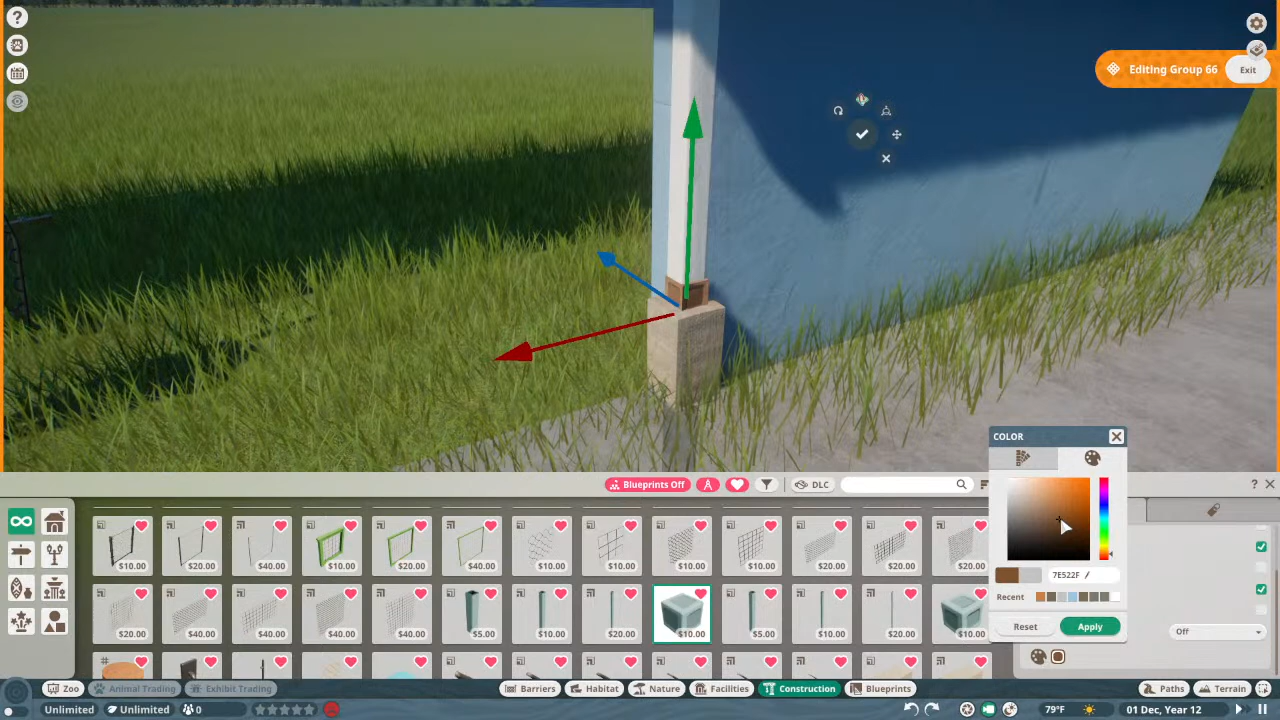 ?
Editing Group 66
Exit
COLOR
Blueprints Off
DLC
?
$10.00 $20.00 $40.00 $10.00 $20.00 $40.00 $10.00 $20.00 $10.00 $20.00 $20.00 $20.00 $20.00
7E522F /
$20.00 $40.00 $40.00 $40.00 $5.00 $10.00 $20.00 $10.00 $5.00 $10.00 $20.00 $10.00
Recent
Reset
Apply
Off
Zoo
Animal Trading
Exhibit Trading
Barriers
Habitat
Nature
Facilities
Construction
Blueprints
Paths
Terrain
Unlimited
Unlimited
0
79°F
01 Dec, Year 12